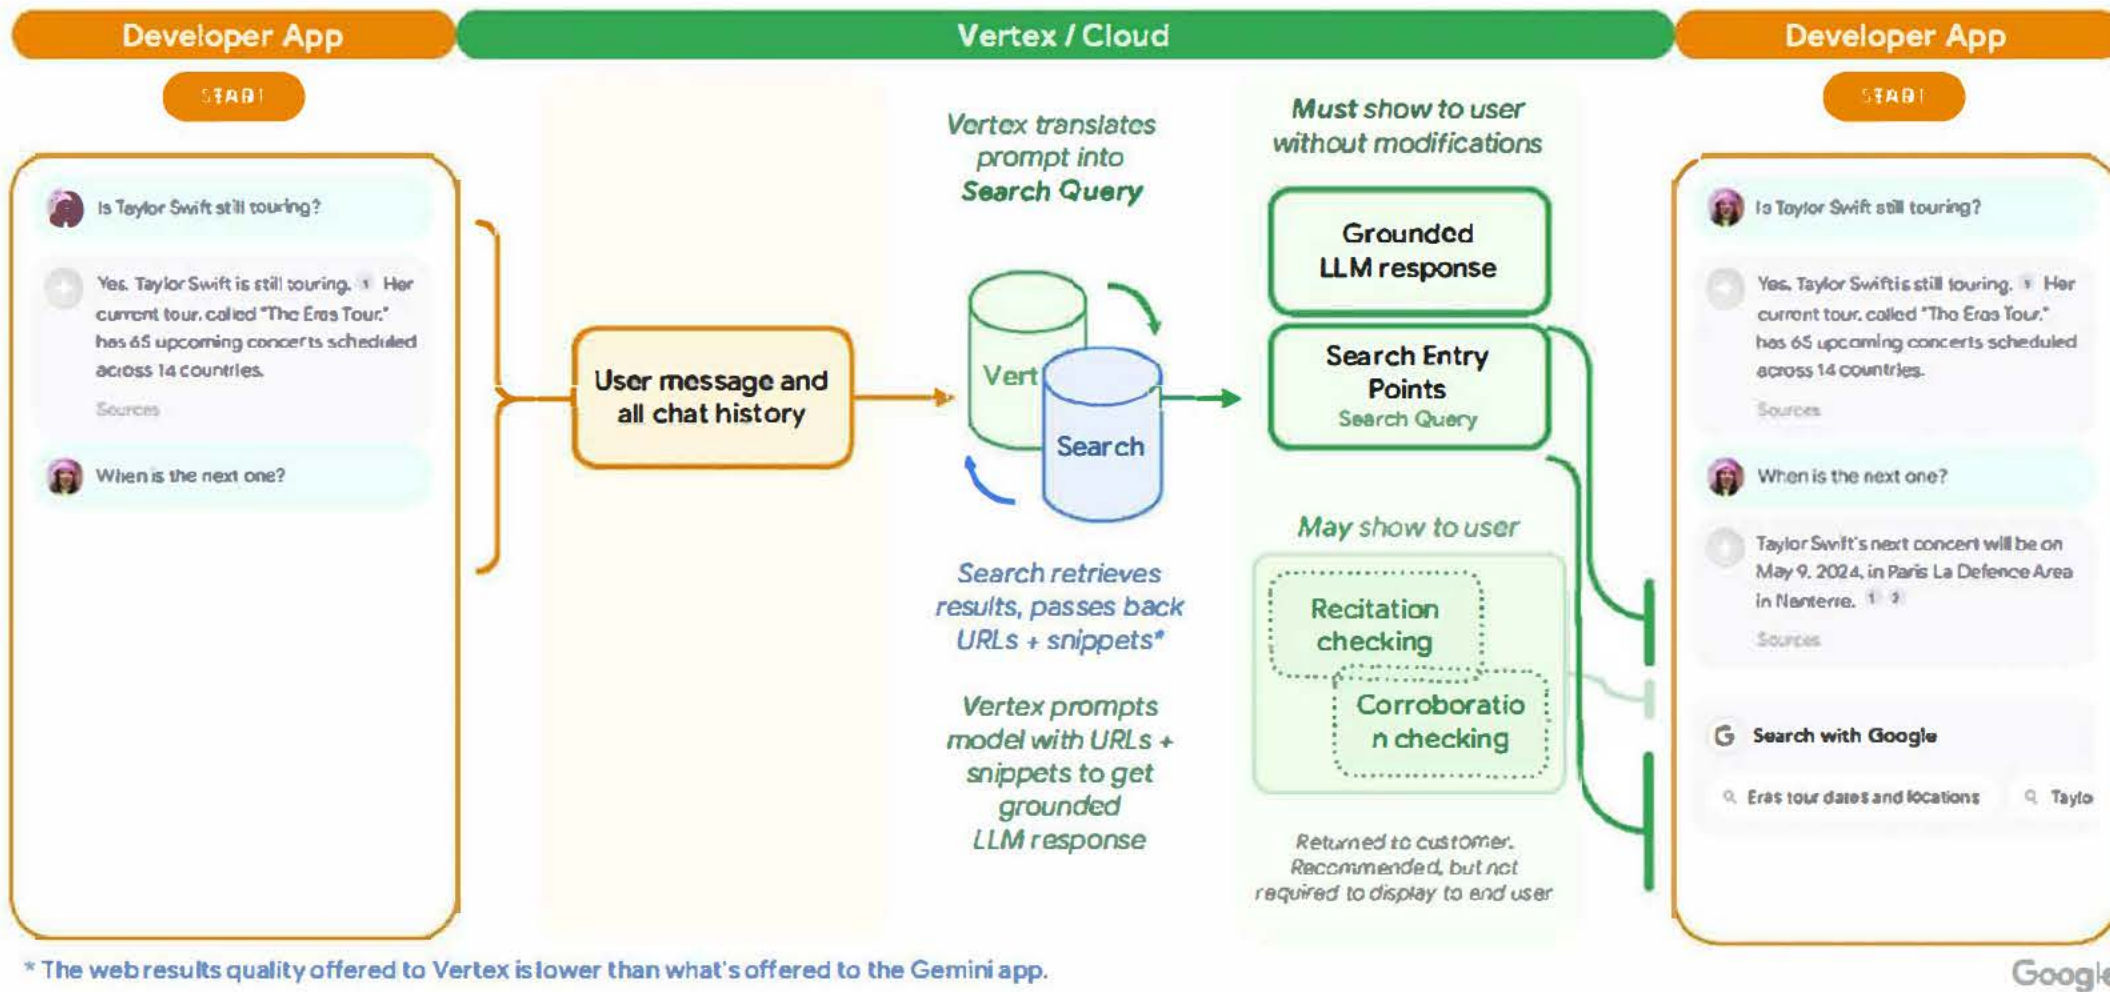 Developer App
Vertex / Cloud
Developer App
START
START
Is Taylor Swift still touring?
Yes. Taylor Swift is still touring. 1 Her
current tour, called "The Eras Tour,"
has 65 upcoming concerts scheduled
across 14 countries.
Sources
When is the next one?
User message and
all chat history
Vertex translates
prompt into
Search Query
Vert
Search
Search retrieves
results, passes back
URLs + snippets*
Vertex prompts
model with URLs +
snippets to get
grounded
LLM response
Must show to user
without modifications
Grounded
LLM response
Search Entry
Points
Search Query
May show to user
Recitation
checking
Corroboratio
n checking
Returned to customer.
Recommended, but not
required to display to end user
Is Taylor Swift still touring?
Yes, Taylor Swift is still touring. 1 Her
current tour, called "The Eras Tour,"
has 65 upcoming concerts scheduled
across 14 countries.
Sources
When is the next one?
Taylor Swift's next concert will be on
May 9, 2024, in Paris La Defence Area
in Nanterre. 1 2
Sources
G Search with Google
Eras tour dates and locations
Taylo
* The web results quality offered to Vertex is lower than what's offered to the Gemini app.
Google